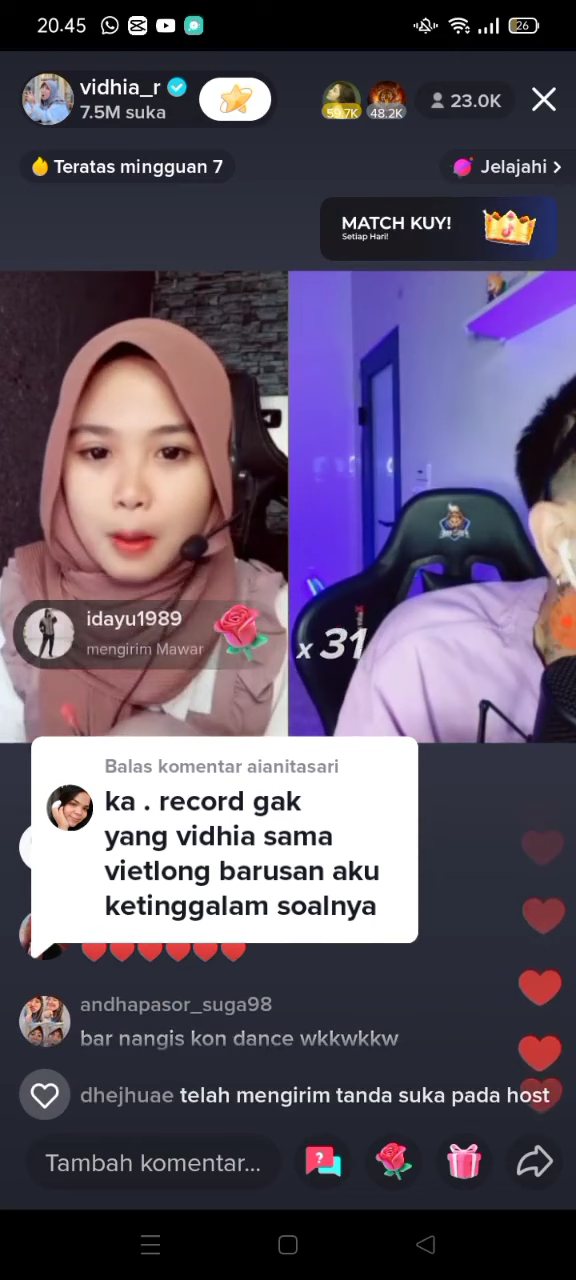 20.45
26
vidhia_r
7.5M suka
50.7K
48.2K
23.0K
Teratas mingguan 7
Jelajahi >
MATCH KUY!
Setiap Hari!
idayu1989
mengirim Mawar
x 31
Balas komentar aianitasari
ka . record gak
yang vidhia sama
vietlong barusan aku
ketinggalam soalnya
andhapasor_suga98
bar nangis kon dance wkkwkkw
dhejhuae telah mengirim tanda suka pada host
Tambah komentar...